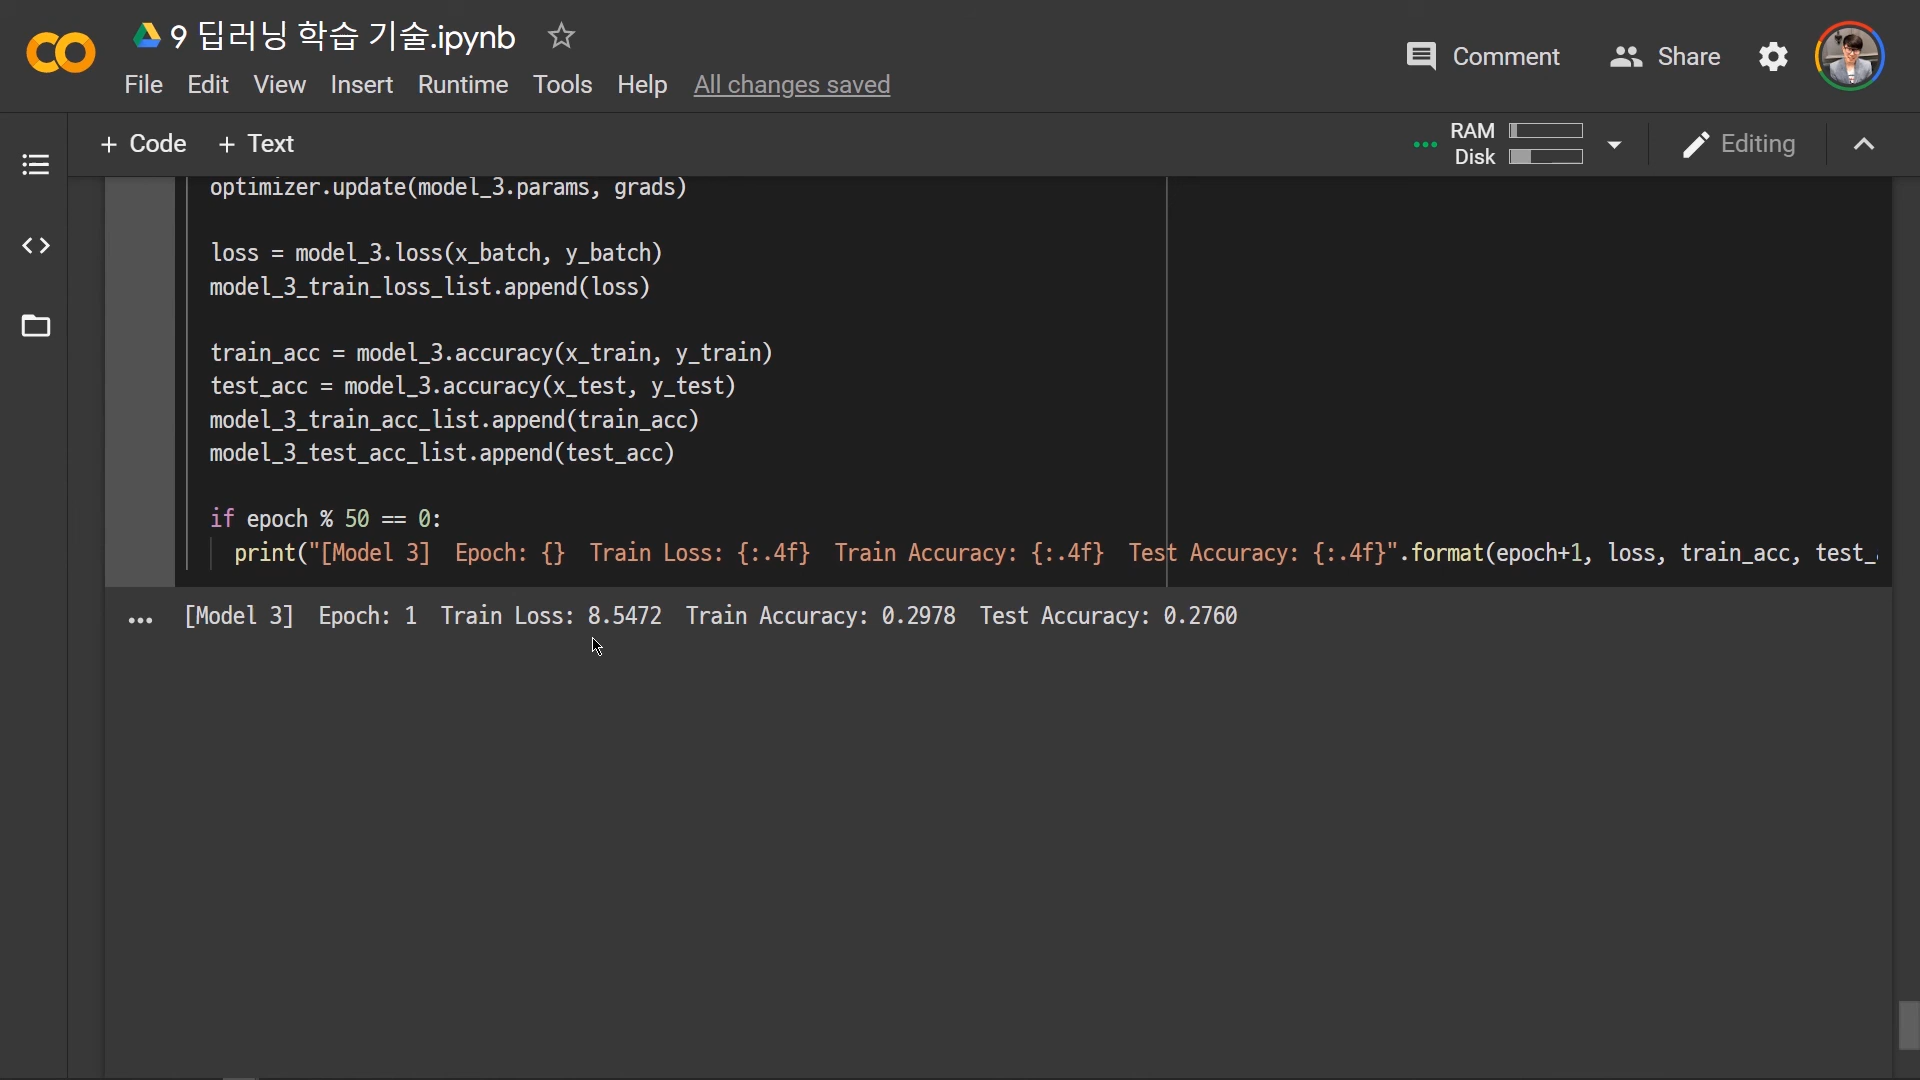 9 딥러닝 학습 기술.ipynb
File Edit View Insert Runtime Tools Help All changes saved
Comment Share
+ Code + Text
RAM
Disk
Editing
optimizer.update(model_3.params, grads)
loss = model_3.loss(x_batch, y_batch)
model_3_train_loss_list.append(loss)
train_acc = model_3.accuracy(x_train, y_train)
test_acc = model_3.accuracy(x_test, y_test)
model_3_train_acc_list.append(train_acc)
model_3_test_acc_list.append(test_acc)
if epoch % 50 == 0:
print("[Model 3]  Epoch: {}  Train Loss: {:.4f}  Train Accuracy: {:.4f}  Test Accuracy: {:.4f}".format(epoch+1, loss, train_acc, test_
[Model 3]  Epoch: 1  Train Loss: 8.5472  Train Accuracy: 0.2978  Test Accuracy: 0.2760